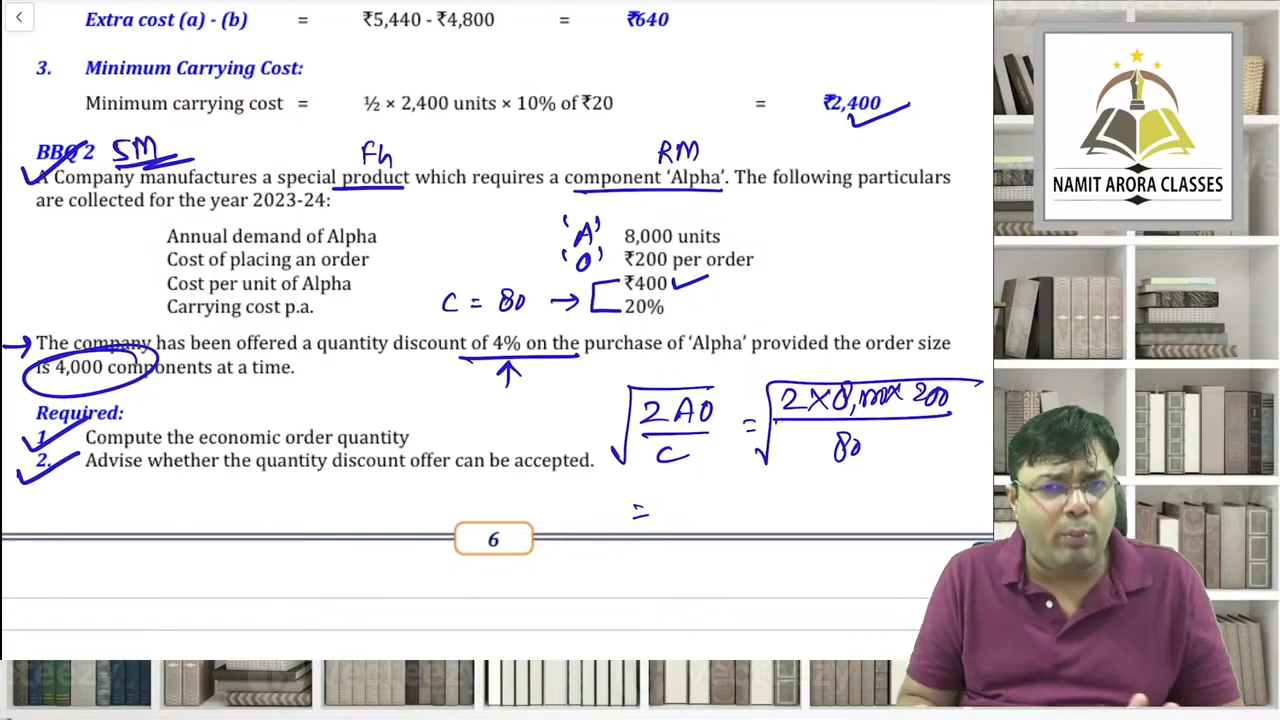 Extra cost (a) - (b) = ₹5,440 - ₹4,800 = ₹640
3. Minimum Carrying Cost:
Minimum carrying cost = ½ × 2,400 units × 10% of ₹20 = ₹2,400
BBQ 2 SM Fh RM
A Company manufactures a special product which requires a component 'Alpha'. The following particulars
are collected for the year 2023-24:
Annual demand of Alpha 'A' 8,000 units
Cost of placing an order 'O' ₹200 per order
Cost per unit of Alpha ₹400
Carrying cost p.a. C = 80 → 20%
The company has been offered a quantity discount of 4% on the purchase of 'Alpha' provided the order size
is 4,000 components at a time.
Required:
1. Compute the economic order quantity
2. Advise whether the quantity discount offer can be accepted.
√2AO/C = √2 × 8,000 × 200/80
=
6
NAMIT ARORA CLASSES